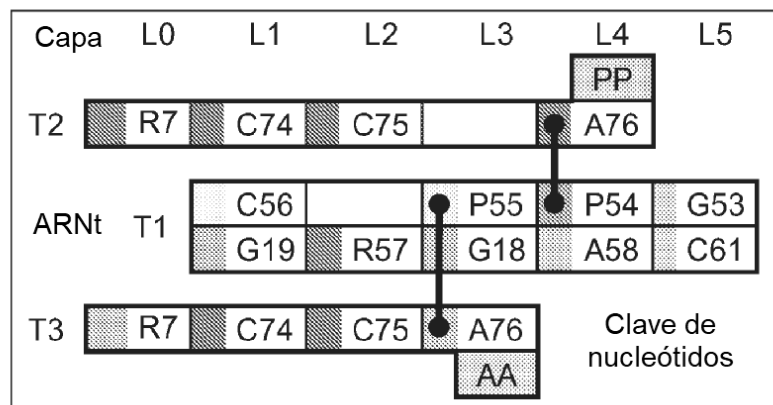 Capa L0 L1 L2 L3 L4 L5
PP
T2 R7 C74 C75 A76
C56 P55 P54 G53
ARNt T1
G19 R57 G18 A58 C61
T3 R7 C74 C75 A76
Clave de
nucleótidos
AA